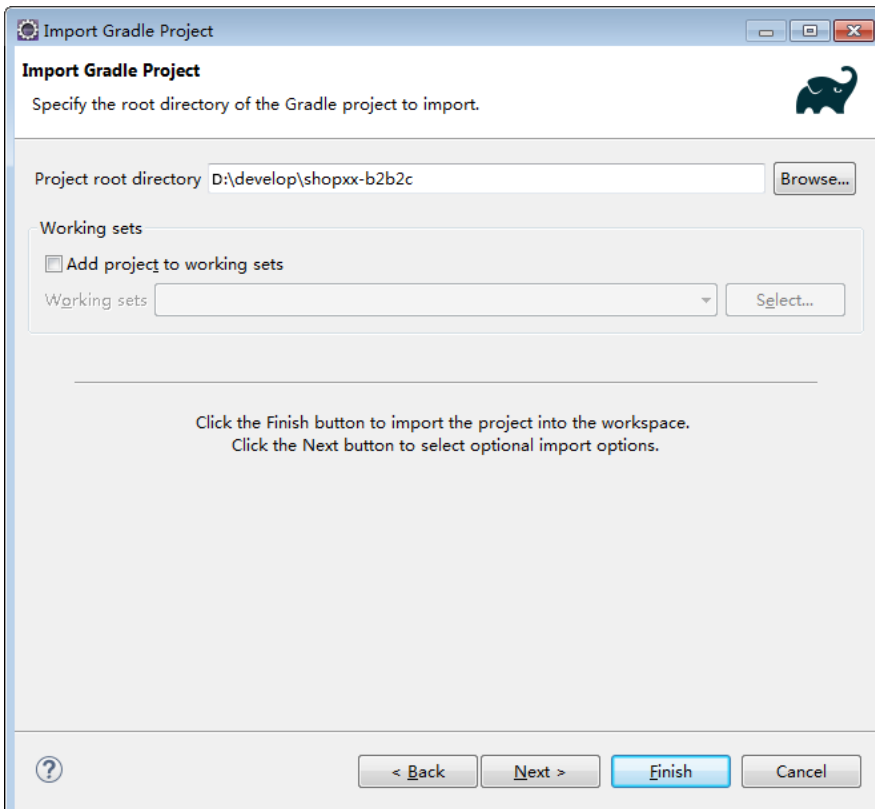 Import Gradle Project
Import Gradle Project
Specify the root directory of the Gradle project to import.
Project root directory D:\develop\shopxx-b2b2c Browse...
Working sets
Add project to working sets
Working sets Select...
Click the Finish button to import the project into the workspace.
Click the Next button to select optional import options.
? < Back Next > Finish Cancel